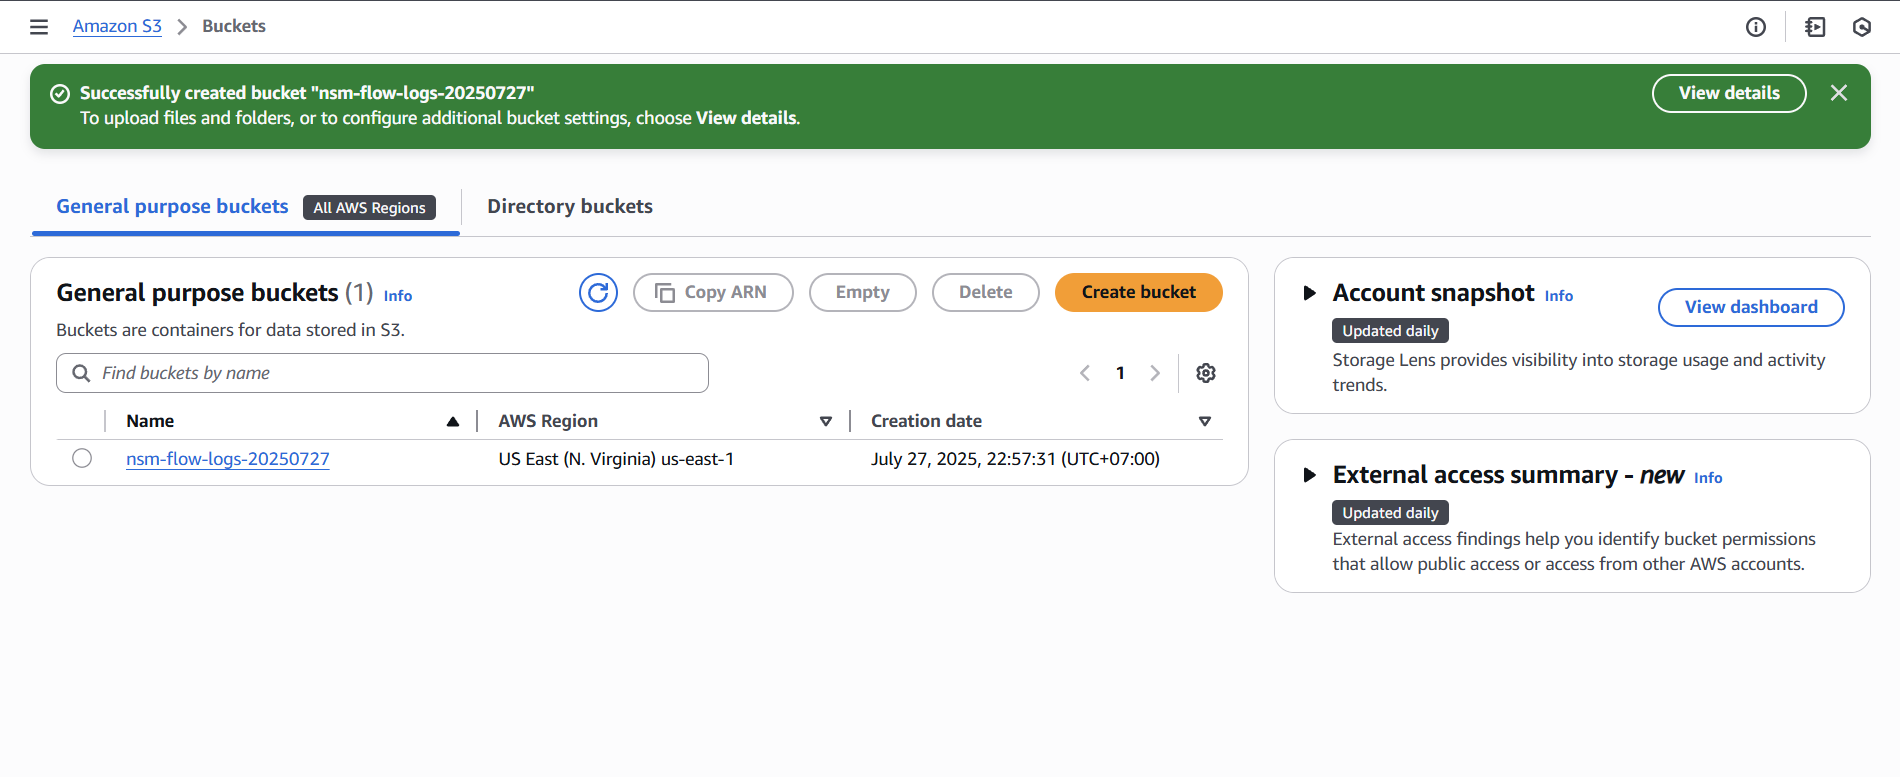 Amazon S3 Buckets
Successfully created bucket "nsm-flow-logs-20250727"
To upload files and folders, or to configure additional bucket settings, choose View details.
View details
General purpose buckets All AWS Regions Directory buckets
General purpose buckets (1) Info
Copy ARN Empty Delete Create bucket
Buckets are containers for data stored in S3.
Find buckets by name
1
Name AWS Region Creation date
nsm-flow-logs-20250727 US East (N. Virginia) us-east-1 July 27, 2025, 22:57:31 (UTC+07:00)
Account snapshot Info
View dashboard
Updated daily
Storage Lens provides visibility into storage usage and activity
trends.
External access summary - new Info
Updated daily
External access findings help you identify bucket permissions
that allow public access or access from other AWS accounts.